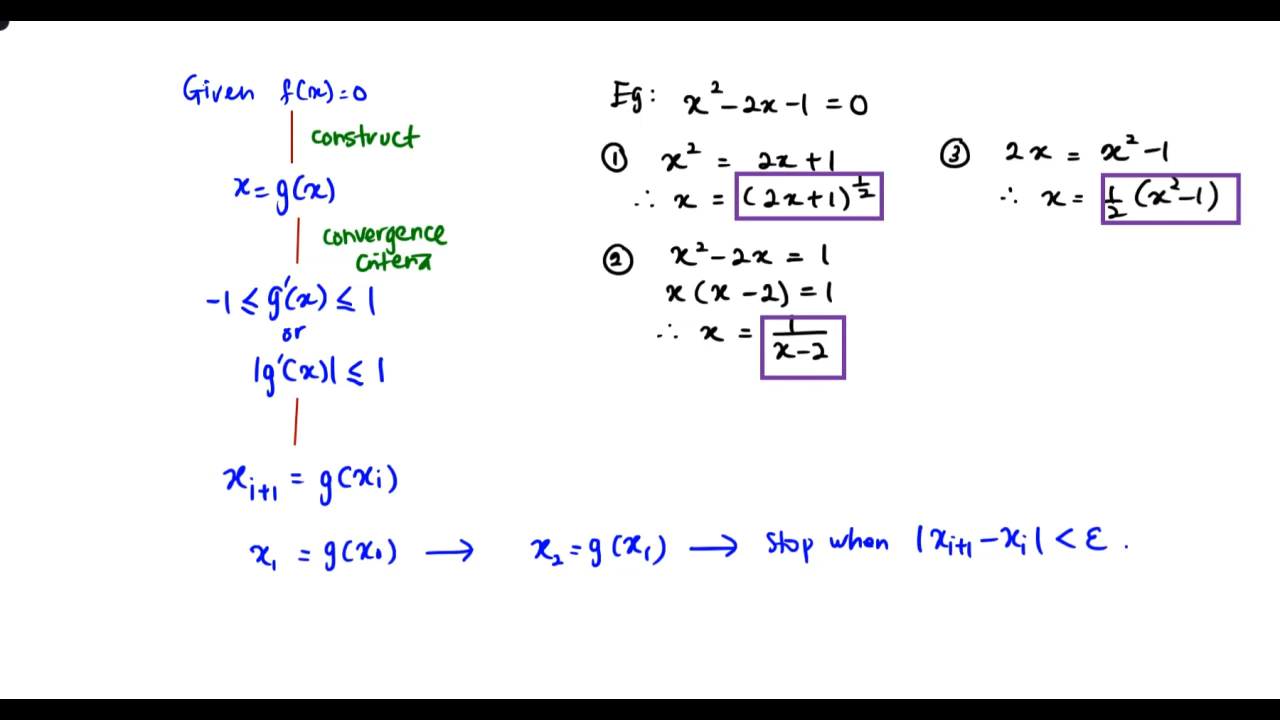 Given f(x)=0
construct
x=g(x)
convergence
criteria
-1 ≤ g'(x) ≤ 1
or
|g'(x)| ≤ 1
x_{i+1} = g(x_i)
x_1 = g(x_0) → x_2 = g(x_1) → Stop when |x_{i+1} - x_i| < ε .
Eg: x² - 2x - 1 = 0
① x² = 2x + 1
∴ x = (2x+1)^{1/2}
② x² - 2x = 1
x(x - 2) = 1
∴ x = 1/(x-2)
③ 2x = x² - 1
∴ x = 1/2 (x² - 1)